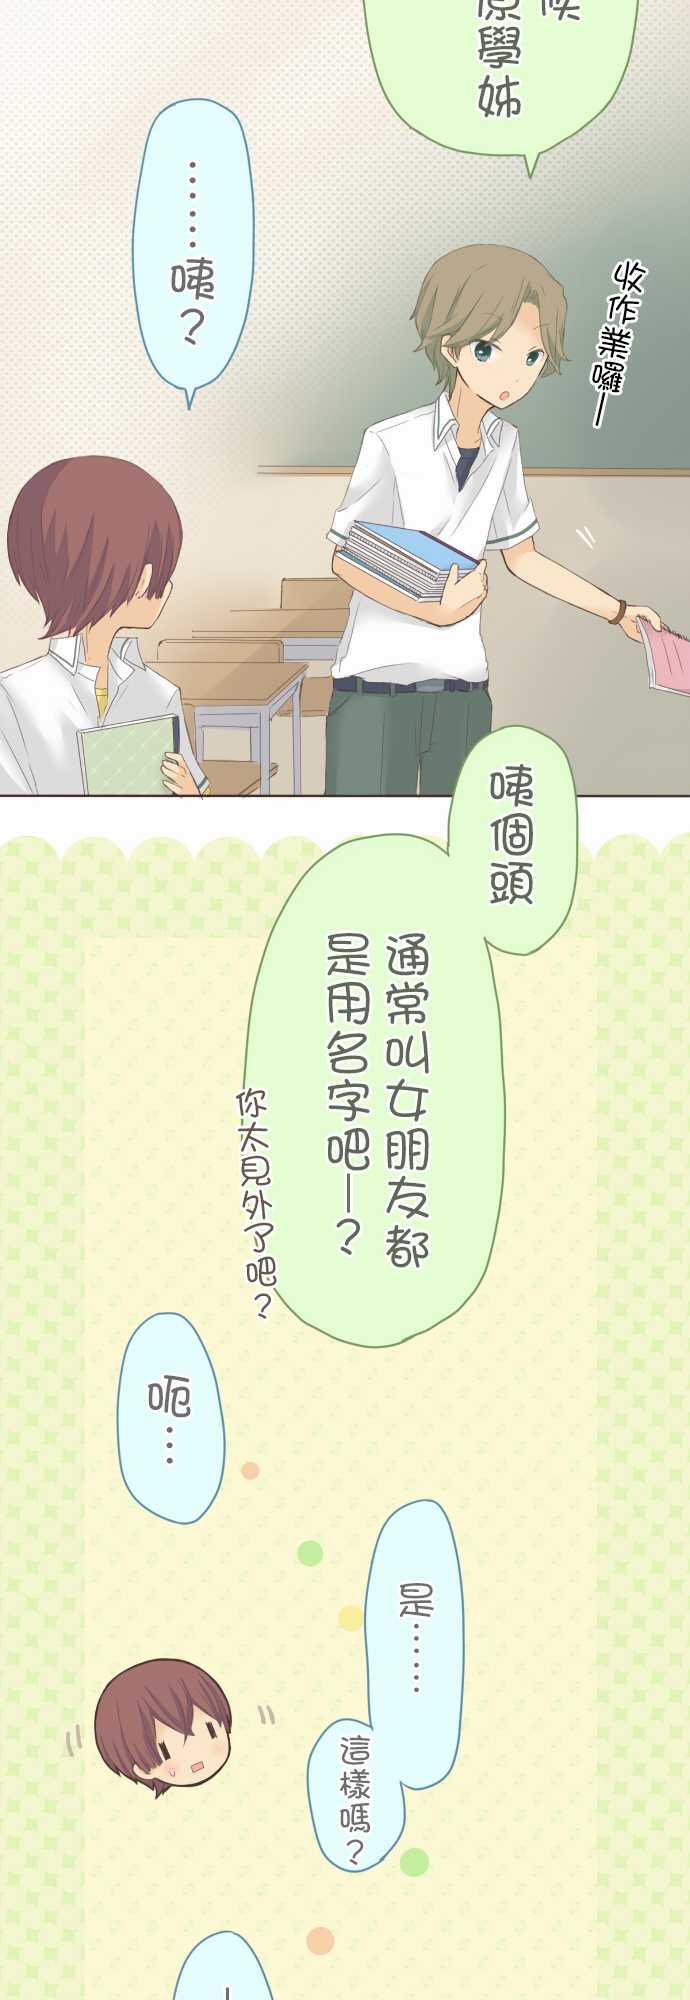 原學姊
收作業囉—
……咦？
咦個頭
通常叫女朋友都
是用名字吧—？
你太見外了吧？
呃…
是……
這樣嗎？